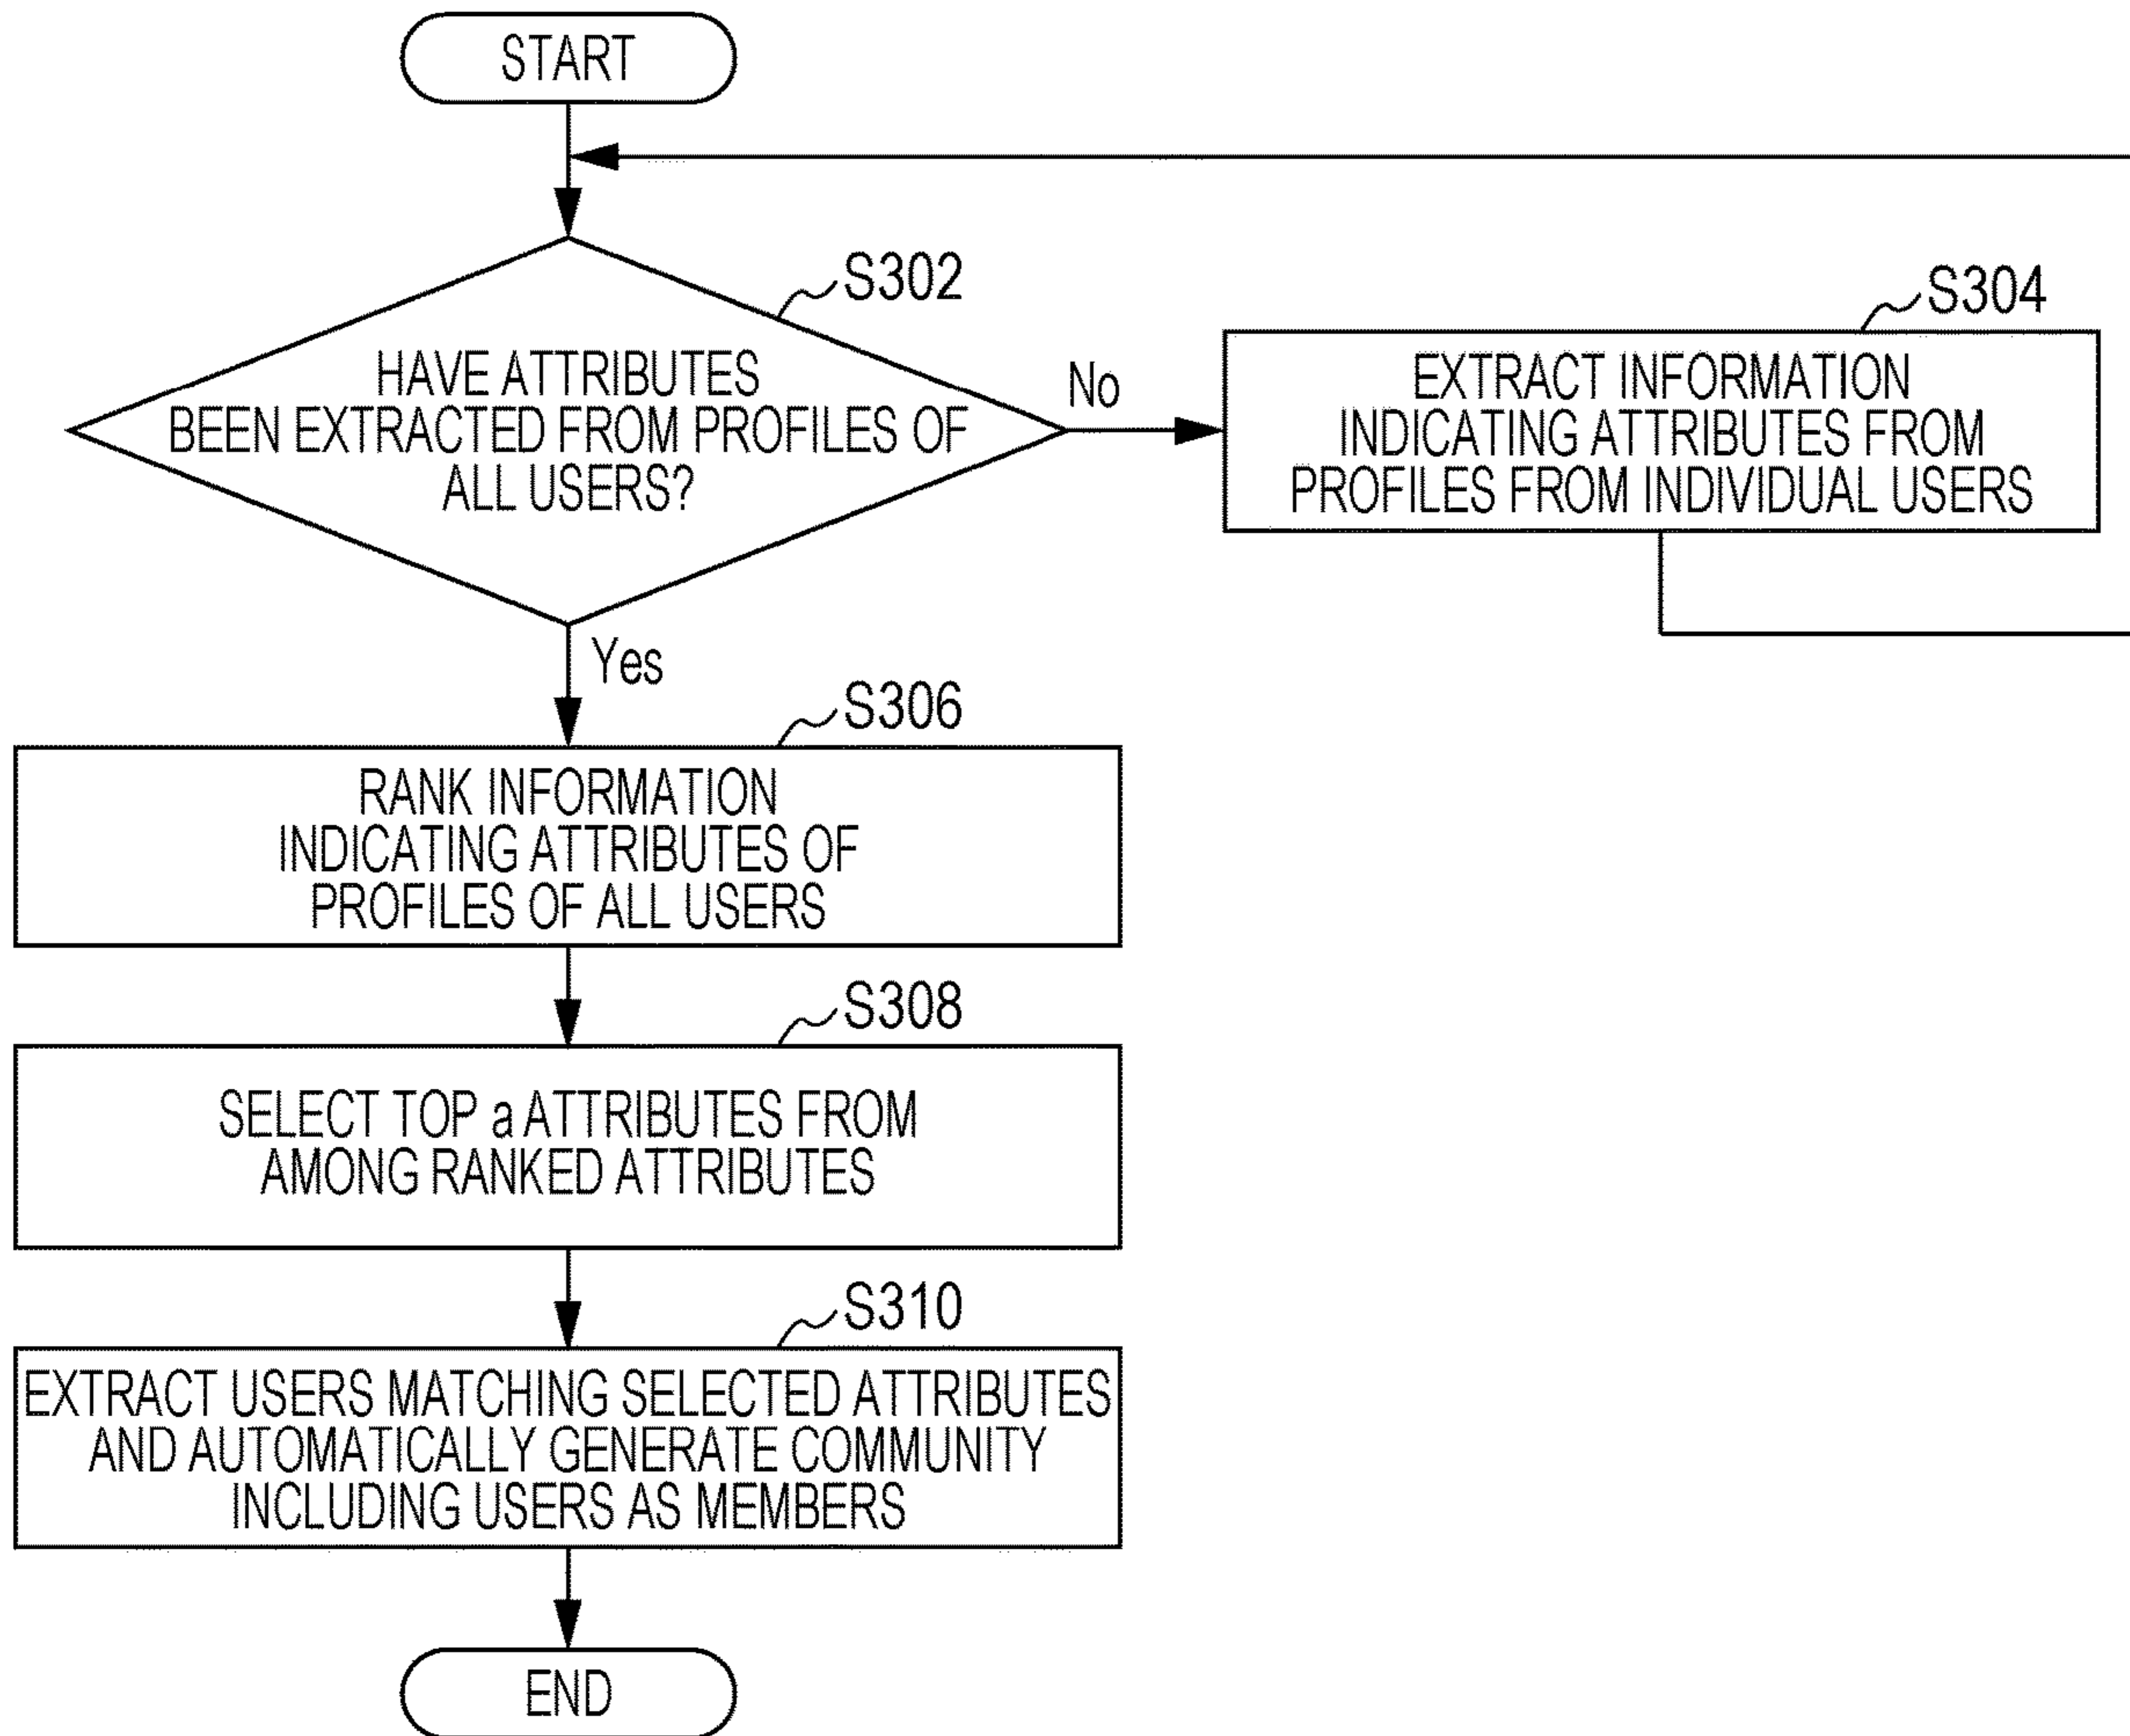 START
S302
HAVE ATTRIBUTES
BEEN EXTRACTED FROM PROFILES OF
ALL USERS?
No
S304
EXTRACT INFORMATION
INDICATING ATTRIBUTES FROM
PROFILES FROM INDIVIDUAL USERS
Yes
S306
RANK INFORMATION
INDICATING ATTRIBUTES OF
PROFILES OF ALL USERS
S308
SELECT TOP a ATTRIBUTES FROM
AMONG RANKED ATTRIBUTES
S310
EXTRACT USERS MATCHING SELECTED ATTRIBUTES
AND AUTOMATICALLY GENERATE COMMUNITY
INCLUDING USERS AS MEMBERS
END